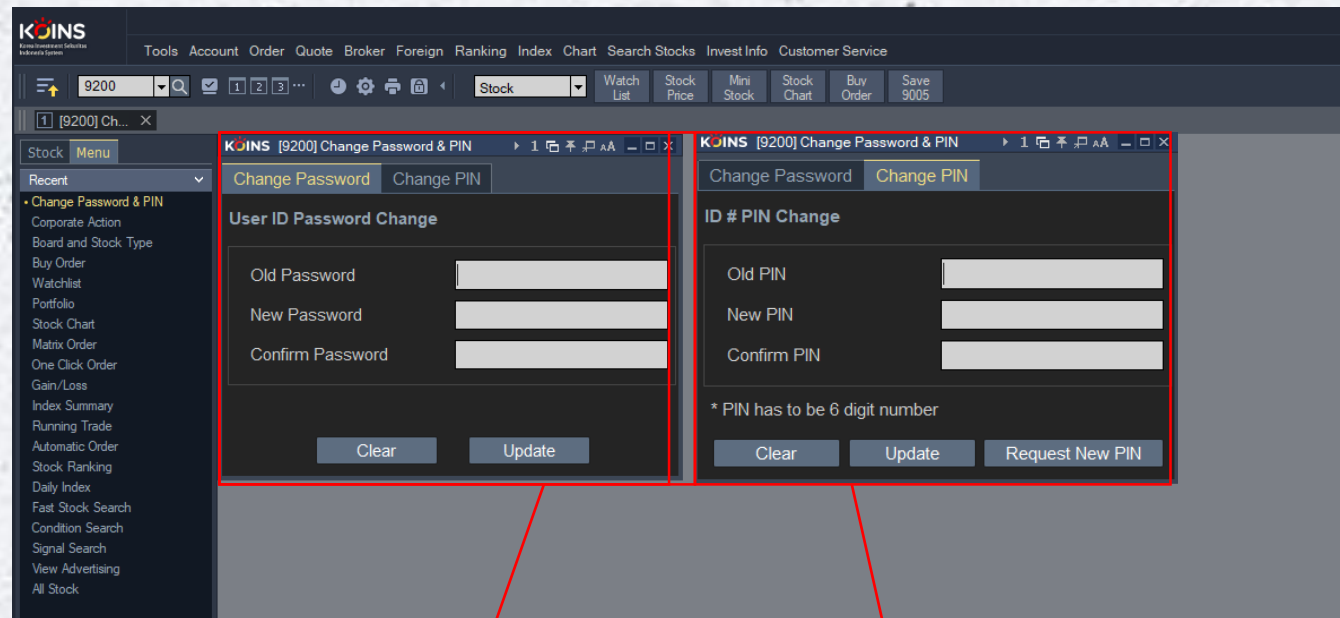 KOINS
Korea Investment Sekuritas
Indonesia System
Tools Account Order Quote Broker Foreign Ranking Index Chart Search Stocks Invest Info Customer Service
9200 1 2 3 ... Stock Watch List Stock Price Mini Stock Stock Chart Buy Order Save 9005
1 [9200] Ch... X
Stock Menu
Recent
• Change Password & PIN
Corporate Action
Board and Stock Type
Buy Order
Watchlist
Portfolio
Stock Chart
Matrix Order
One Click Order
Gain/Loss
Index Summary
Running Trade
Automatic Order
Stock Ranking
Daily Index
Fast Stock Search
Condition Search
Signal Search
View Advertising
All Stock
KOINS [9200] Change Password & PIN 1 AA
Change Password Change PIN
User ID Password Change
Old Password
New Password
Confirm Password
Clear Update
KOINS [9200] Change Password & PIN 1 AA
Change Password Change PIN
ID # PIN Change
Old PIN
New PIN
Confirm PIN
* PIN has to be 6 digit number
Clear Update Request New PIN